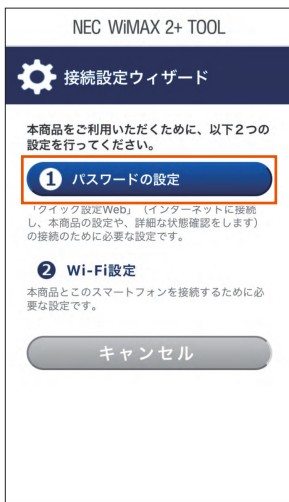 NEC WiMAX 2+ TOOL
接続設定ウィザード
本商品をご利用いただくために、以下２つの
設定を行ってください。
❶ パスワードの設定
「クイック設定Web」（インターネットに接続
し、本商品の設定や、詳細な状態確認をします）
の接続のために必要な設定です。
❷ Wi-Fi設定
本商品とこのスマートフォンを接続するために必
要な設定です。
キャンセル